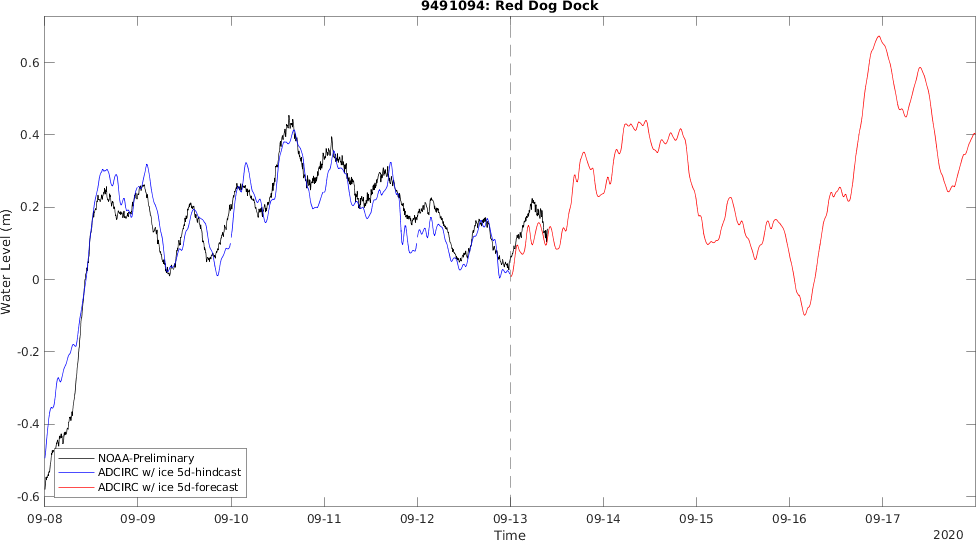 9491094: Red Dog Dock
Water Level (m)
0.6
0.4
0.2
0
-0.2
-0.4
-0.6
NOAA-Preliminary
ADCIRC w/ ice 5d-hindcast
ADCIRC w/ ice 5d-forecast
09-08 09-09 09-10 09-11 09-12 09-13 09-14 09-15 09-16 09-17
Time
2020